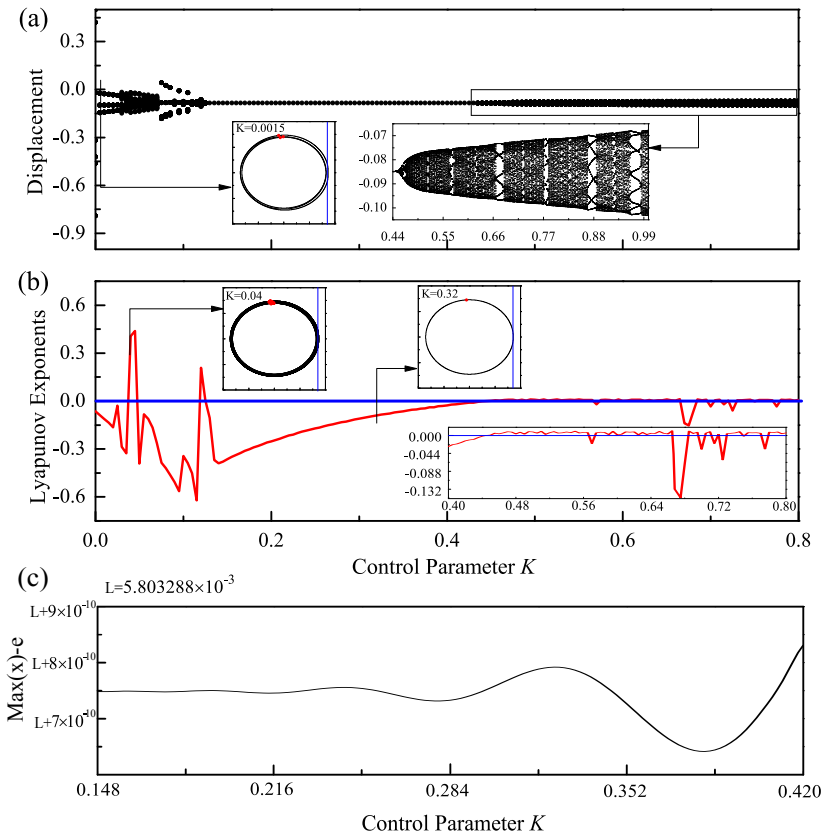 (a)
0.3
0.0
-0.3
-0.6
-0.9
Displacement
K=0.0015
-0.07
-0.08
-0.09
-0.10
0.44 0.55 0.66 0.77 0.88 0.99
(b)
0.6
0.3
0.0
-0.3
-0.6
Lyapunov Exponents
K=0.04
K=0.32
0.000
-0.044
-0.088
-0.132
0.40 0.48 0.56 0.64 0.72 0.80
0.0 0.2 0.4 0.6 0.8
Control Parameter K
(c)
L=5.803288×10-3
L+9×10-10
L+8×10-10
L+7×10-10
Max(x)-e
0.148 0.216 0.284 0.352 0.420
Control Parameter K